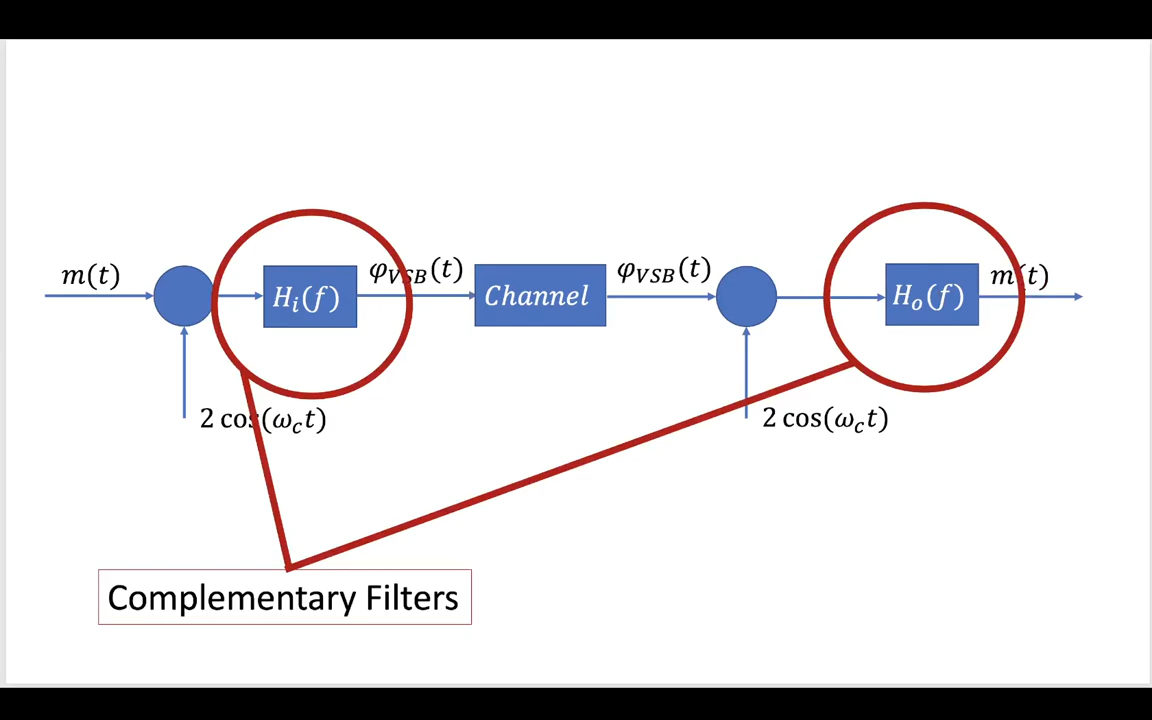 m(t)
H_i(f)
φ_VSB(t)
Channel
φ_VSB(t)
H_o(f)
m(t)
2 cos(ω_c t)
2 cos(ω_c t)
Complementary Filters